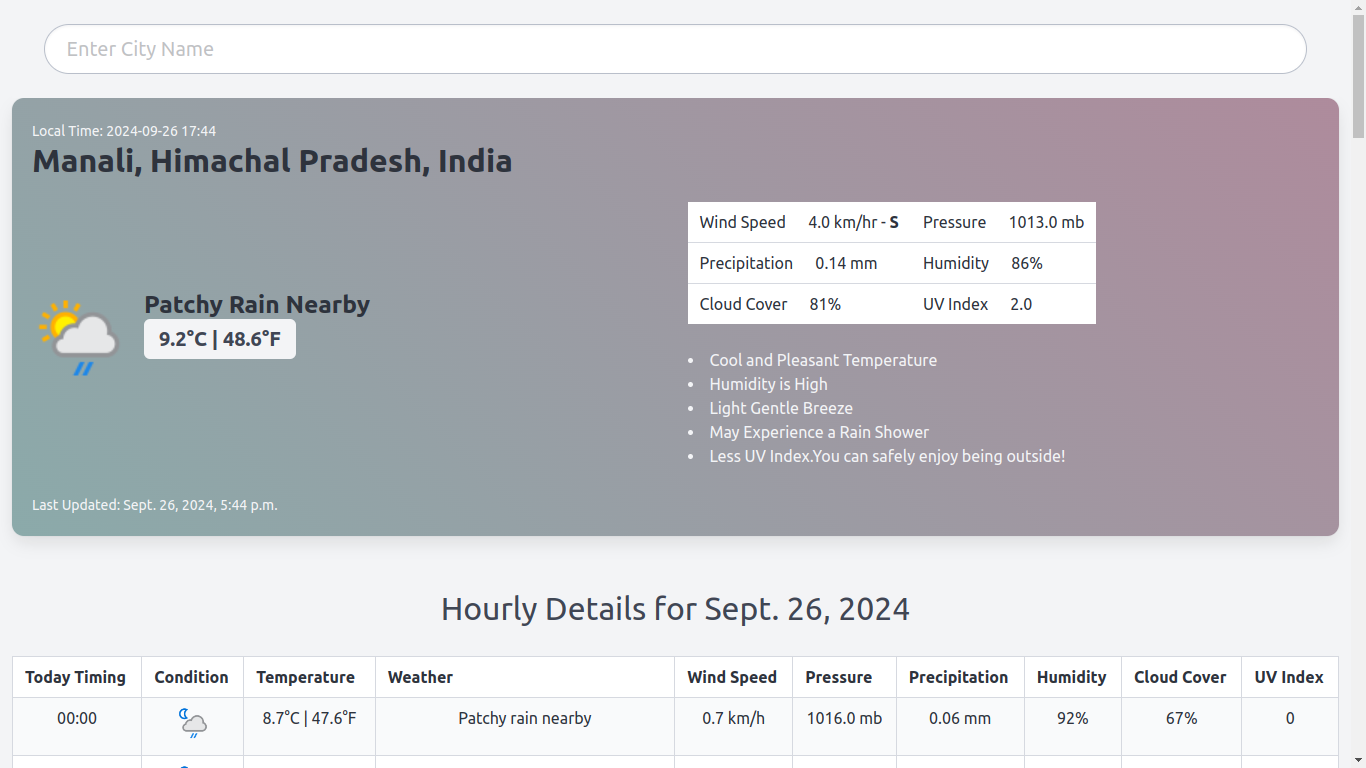 Enter City Name
Local Time: 2024-09-26 17:44
Manali, Himachal Pradesh, India
Wind Speed 4.0 km/hr - S Pressure 1013.0 mb
Precipitation 0.14 mm Humidity 86%
Cloud Cover 81% UV Index 2.0
Patchy Rain Nearby
9.2°C | 48.6°F
• Cool and Pleasant Temperature
• Humidity is High
• Light Gentle Breeze
• May Experience a Rain Shower
• Less UV Index.You can safely enjoy being outside!
Last Updated: Sept. 26, 2024, 5:44 p.m.
Hourly Details for Sept. 26, 2024
Today Timing Condition Temperature Weather Wind Speed Pressure Precipitation Humidity Cloud Cover UV Index
00:00 8.7°C | 47.6°F Patchy rain nearby 0.7 km/h 1016.0 mb 0.06 mm 92% 67% 0